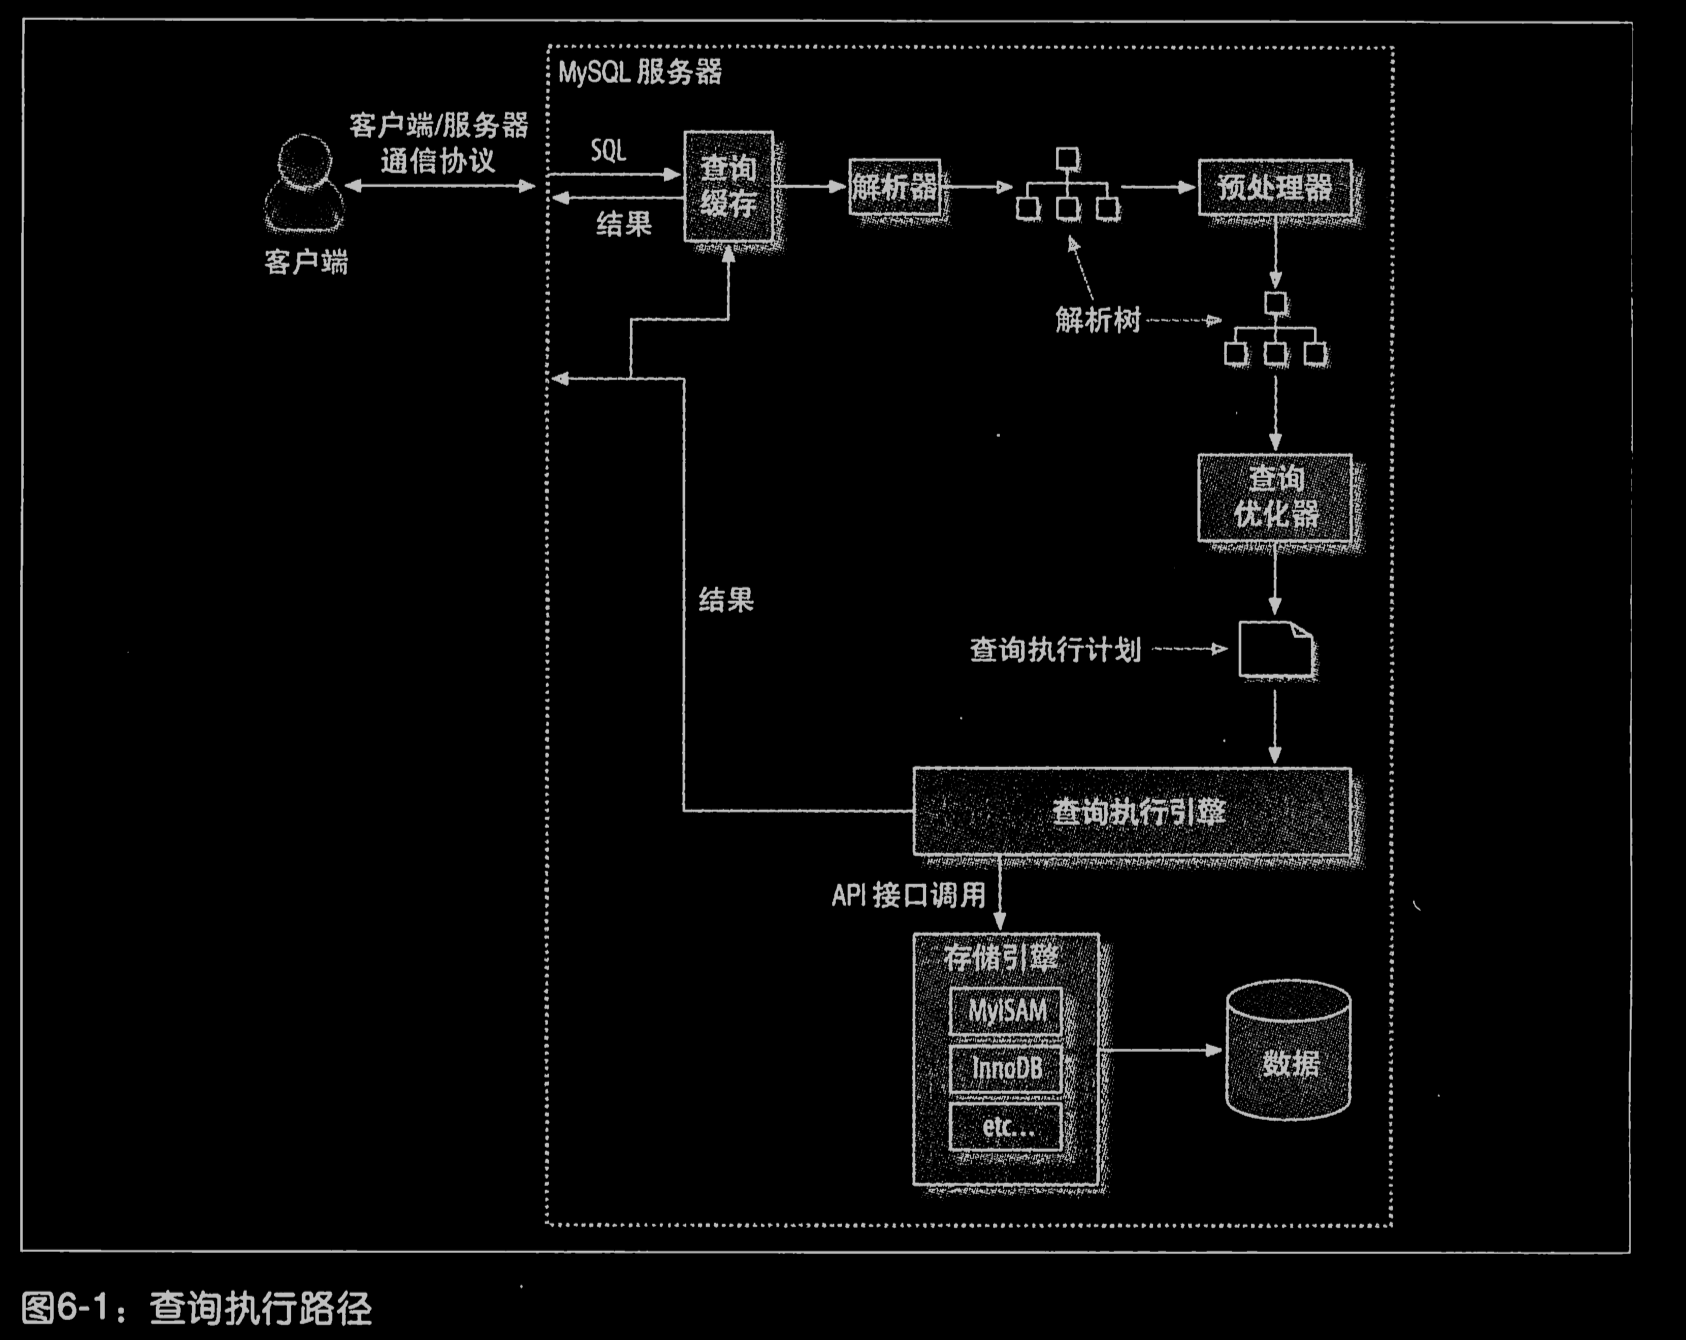 MySQL 服务器
客户端/服务器
通信协议
客户端
SQL
结果
查询
缓存
解析器
预处理器
解析树
查询
优化器
结果
查询执行计划
查询执行引擎
API 接口调用
存储引擎
MyISAM
InnoDB
etc...
数据
图6-1：查询执行路径